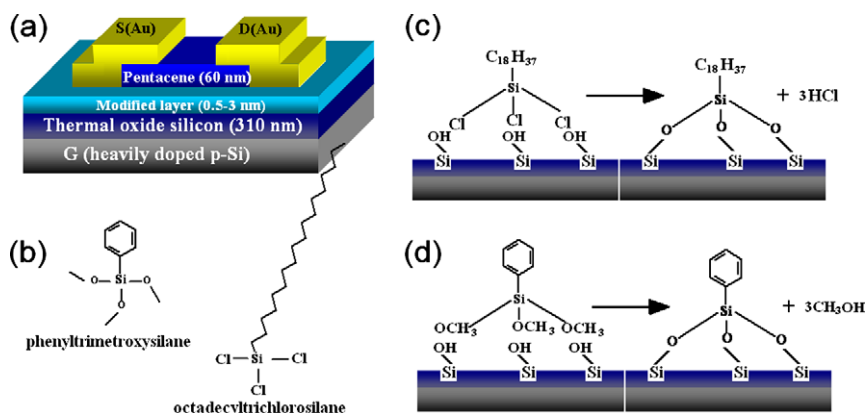 (a)
S(Au)
D(Au)
Pentacene (60 nm)
Modified layer (0.5-3 nm)
Thermal oxide silicon (310 nm)
G (heavily doped p-Si)
(b)
Si
O
O
O
phenyltrimetroxysilane
Cl
Si
Cl
Cl
octadecyltrichlorosilane
(c)
C₁₈H₃₇
Si
Cl Cl Cl
OH OH OH
Si Si Si
C₁₈H₃₇
Si
O O O
Si Si Si
+ 3HCl
(d)
Si
OCH₃ OCH₃ OCH₃
OH OH OH
Si Si Si
Si
O O O
Si Si Si
+ 3CH₃OH